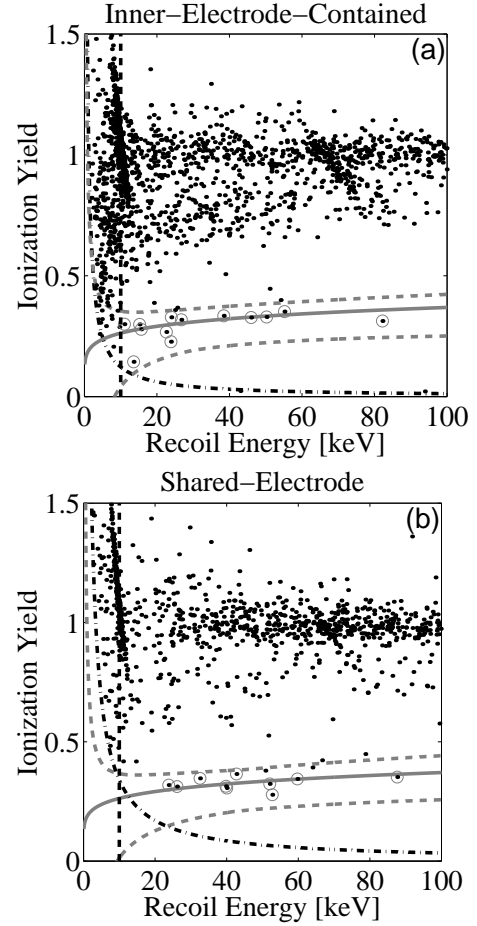 Inner−Electrode−Contained
(a)
Ionization Yield
1.5
1
0.5
0
0 20 40 60 80 100
Recoil Energy [keV]
Shared−Electrode
(b)
Ionization Yield
1.5
1
0.5
0
0 20 40 60 80 100
Recoil Energy [keV]